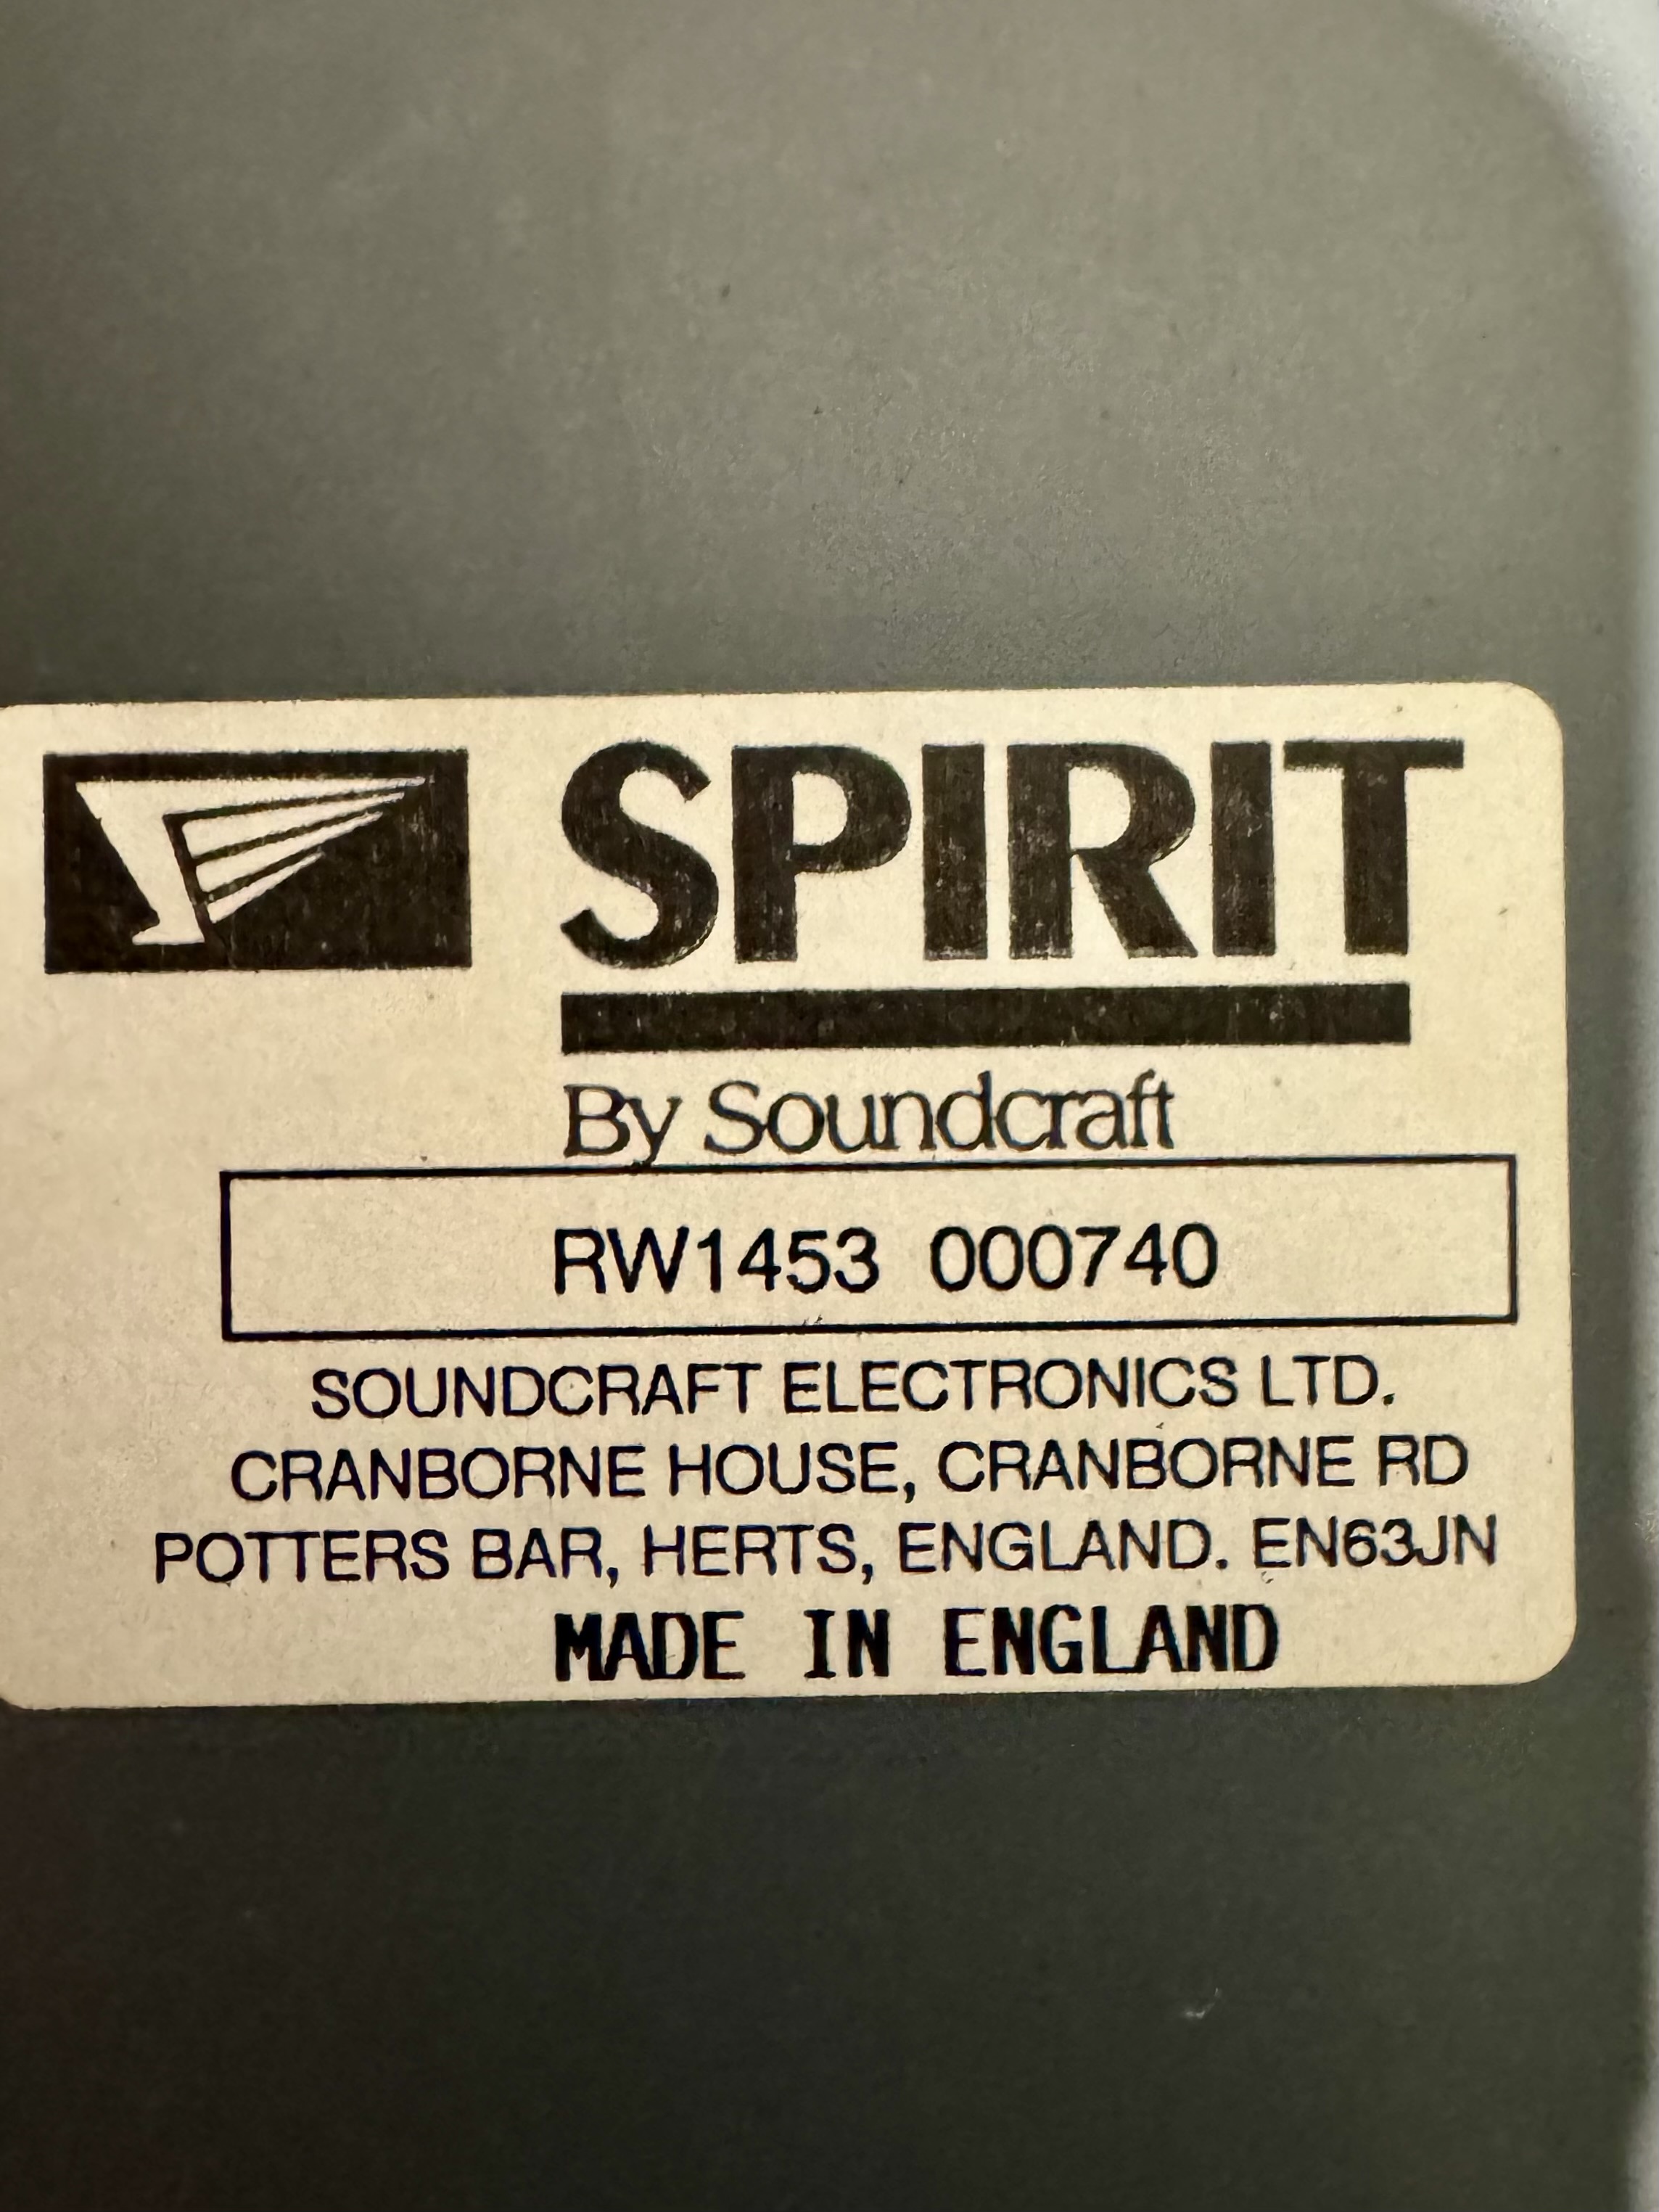 SPIRIT
By Soundcraft
RW1453 000740
SOUNDCRAFT ELECTRONICS LTD.
CRANBORNE HOUSE, CRANBORNE RD
POTTERS BAR, HERTS, ENGLAND. EN63JN
MADE IN ENGLAND